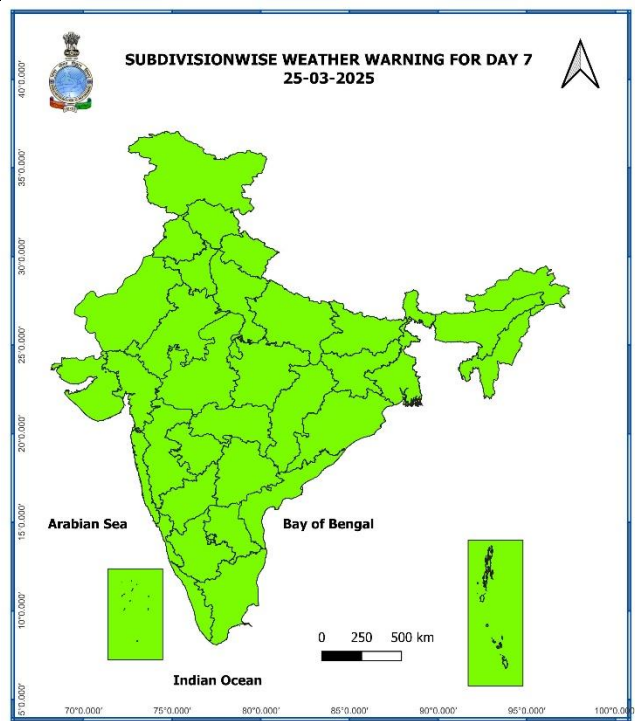 SUBDIVISIONWISE WEATHER WARNING FOR DAY 7
25-03-2025
40°0.000'
35°0.000'
30°0.000'
25°0.000'
20°0.000'
15°0.000'
10°0.000'
5°0.000'
Arabian Sea
Bay of Bengal
0 250 500 km
Indian Ocean
70°0.000' 75°0.000' 80°0.000' 85°0.000' 90°0.000' 95°0.000' 100°0.000